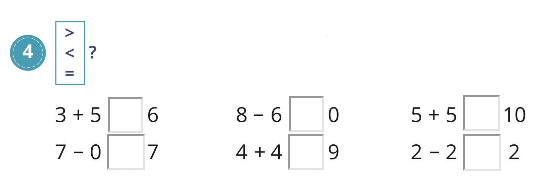 4 > < = ?
3 + 5 □ 6 8 – 6 □ 0 5 + 5 □ 10
7 – 0 □ 7 4 + 4 □ 9 2 – 2 □ 2